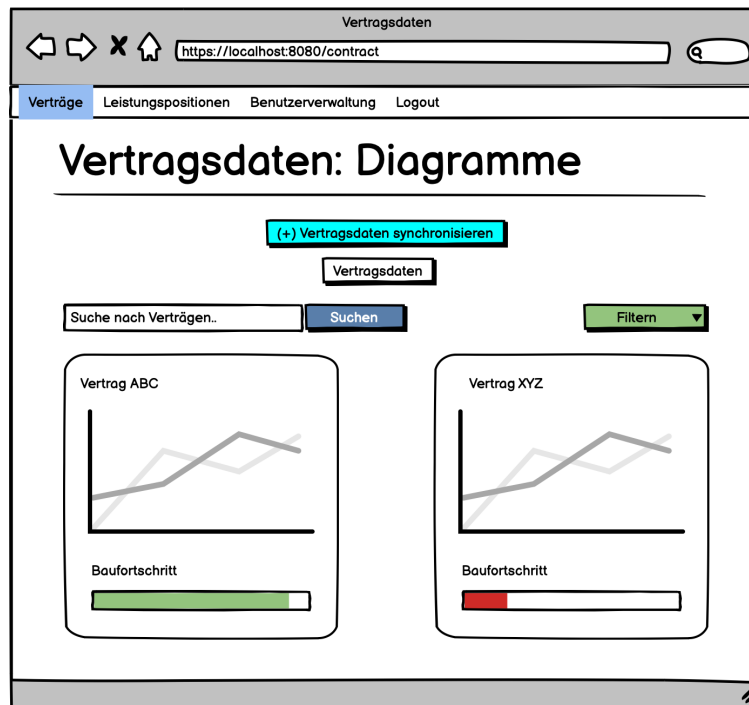 Vertragsdaten
https://localhost:8080/contract
Verträge Leistungspositionen Benutzerverwaltung Logout
Vertragsdaten: Diagramme
(+) Vertragsdaten synchronisieren
Vertragsdaten
Suche nach Verträgen.. Suchen Filtern
Vertrag ABC Vertrag XYZ
Baufortschritt Baufortschritt